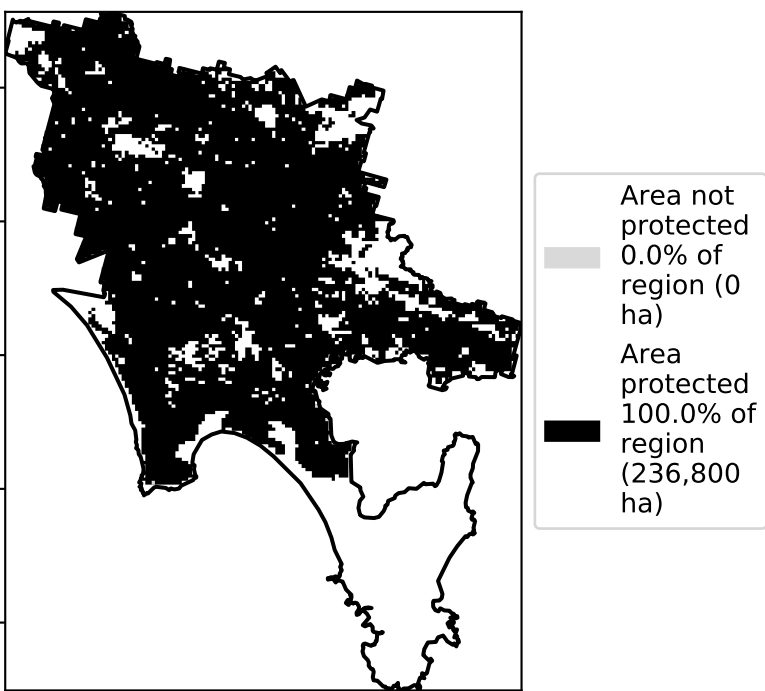 Area not
protected
0.0% of
region (0
ha)
Area
protected
100.0% of
region
(236,800
ha)